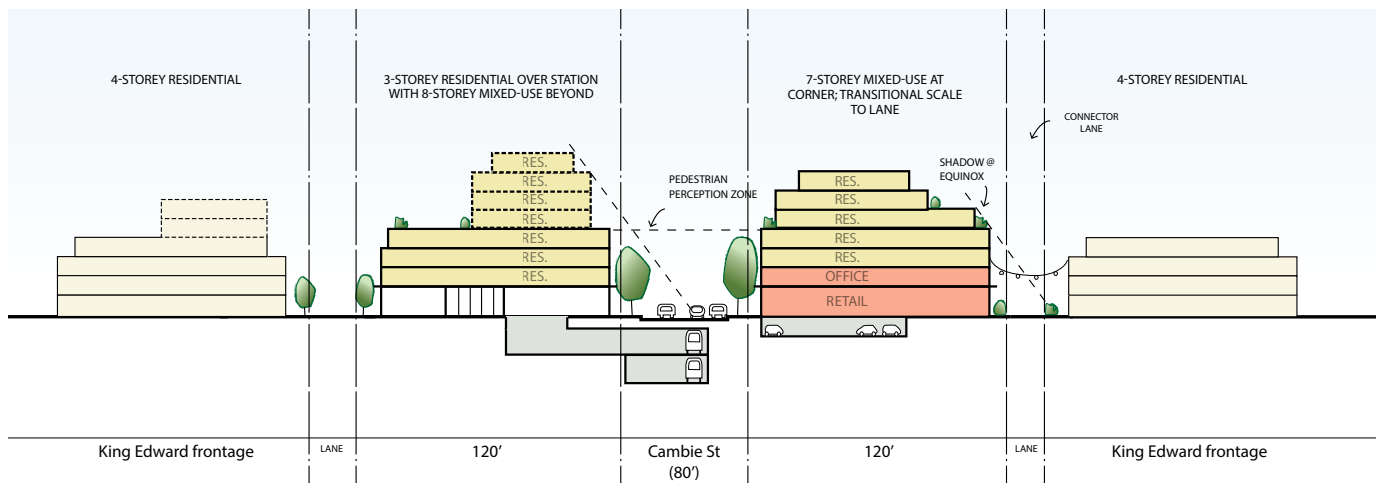 4-STOREY RESIDENTIAL
3-STOREY RESIDENTIAL OVER STATION
WITH 8-STOREY MIXED-USE BEYOND
7-STOREY MIXED-USE AT
CORNER; TRANSITIONAL SCALE
TO LANE
4-STOREY RESIDENTIAL
CONNECTOR
LANE
PEDESTRIAN
PERCEPTION ZONE
SHADOW @
EQUINOX
RES.
RES.
RES.
RES.
RES.
RES.
RES.
RES.
RES.
RES.
RES.
RES.
OFFICE
RETAIL
King Edward frontage
LANE
120'
Cambie St
(80')
120'
LANE
King Edward frontage